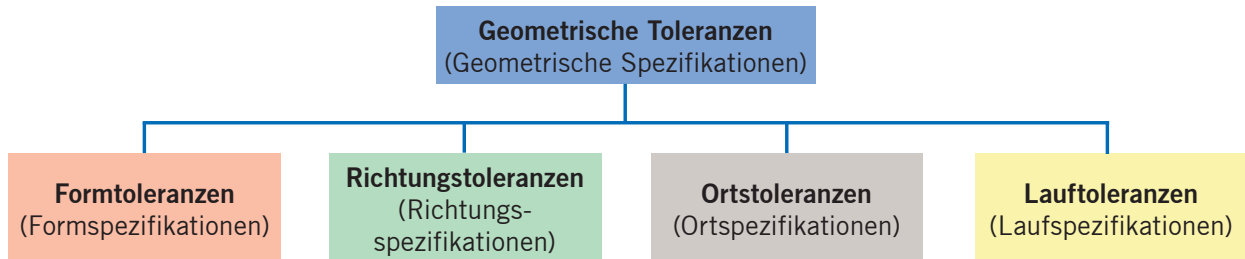 Geometrische Toleranzen
(Geometrische Spezifikationen)
Formtoleranzen
(Formspezifikationen)
Richtungstoleranzen
(Richtungs-
spezifikationen)
Ortstoleranzen
(Ortspezifikationen)
Lauftoleranzen
(Laufspezifikationen)